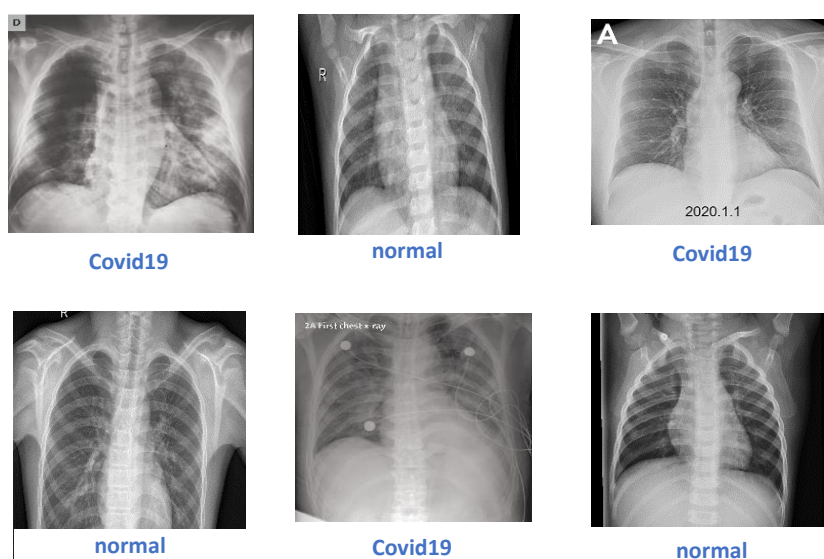 D
R
A
2020.1.1
Covid19
normal
Covid19
R
2A First chest x ray
normal
Covid19
normal